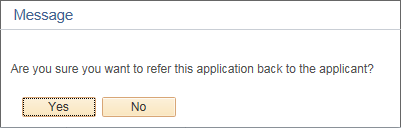 Message
Are you sure you want to refer this application back to the applicant?
Yes No